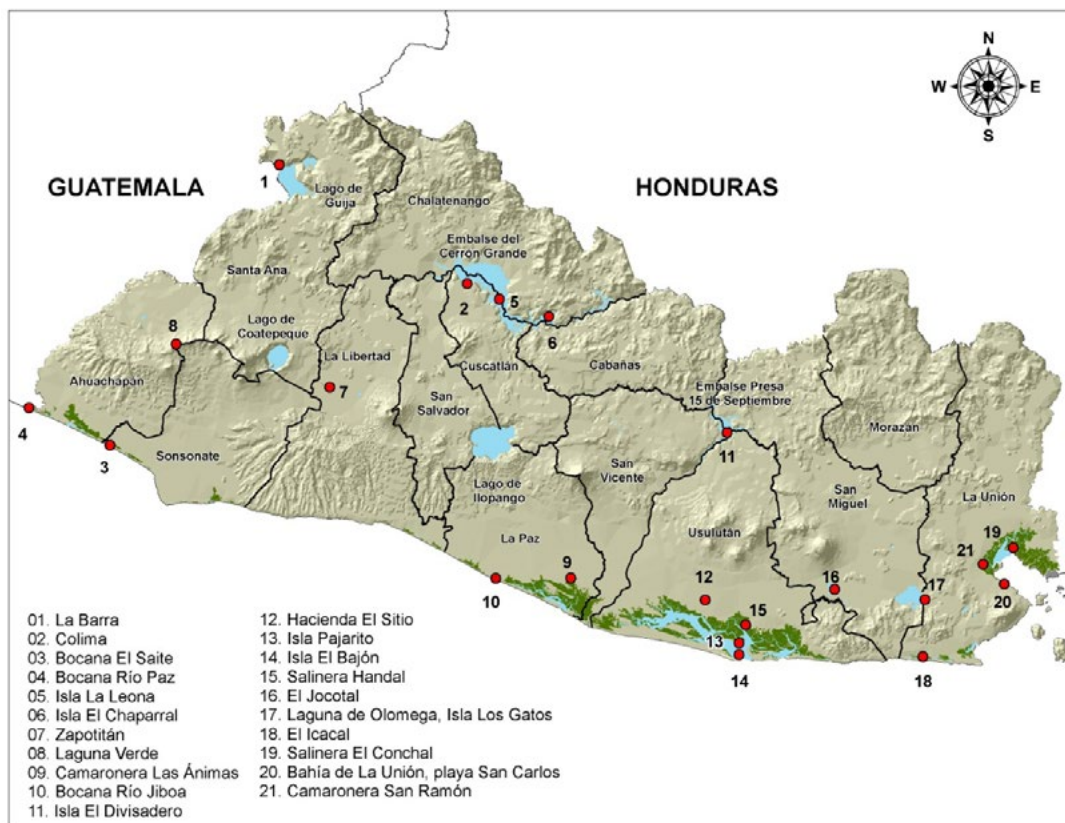 N
W E
S
GUATEMALA
HONDURAS
1
Lago de
Guija
Chalatenango
Embalse del
Cerrón Grande
Santa Ana
2
5
6
8
Lago de
Coatepeque
La Libertad
7
Cuscatlán
Cabañas
Ahuachapán
San
Salvador
Embalse Presa
15 de Septiembre
4
3
Sonsonate
11
Morazán
Lago de
Ilopango
San
Vicente
San
Miguel
La Unión
La Paz
Usulután
19
21
9
10
12
16
17
20
15
13
14
18
01. La Barra
02. Colima
03. Bocana El Saite
04. Bocana Río Paz
05. Isla La Leona
06. Isla El Chaparral
07. Zapotitán
08. Laguna Verde
09. Camaronera Las Ánimas
10. Bocana Río Jiboa
11. Isla El Divisadero
12. Hacienda El Sitio
13. Isla Pajarito
14. Isla El Bajón
15. Salinera Handal
16. El Jocotal
17. Laguna de Olomega, Isla Los Gatos
18. El Icacal
19. Salinera El Conchal
20. Bahía de La Unión, playa San Carlos
21. Camaronera San Ramón